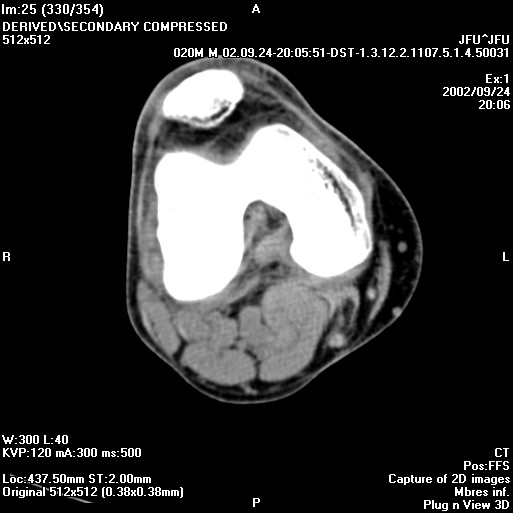 Im:25 (330/354)
A
DERIVED\SECONDARY COMPRESSED
512x512
JFU^JFU
020M M,02.09.24-20:05:51-DST-1.3.12.2.1107.5.1.4.50031
Ex:1
2002/09/24
20:06
R
L
W:300 L:40
KVP:120 mA:300 ms:500
CT
Pos:FFS
Loc:437.50mm ST:2.00mm
Capture of 2D images
Original 512x512 (0.38x0.38mm)
Mbres inf.
P
Plug n View 3D